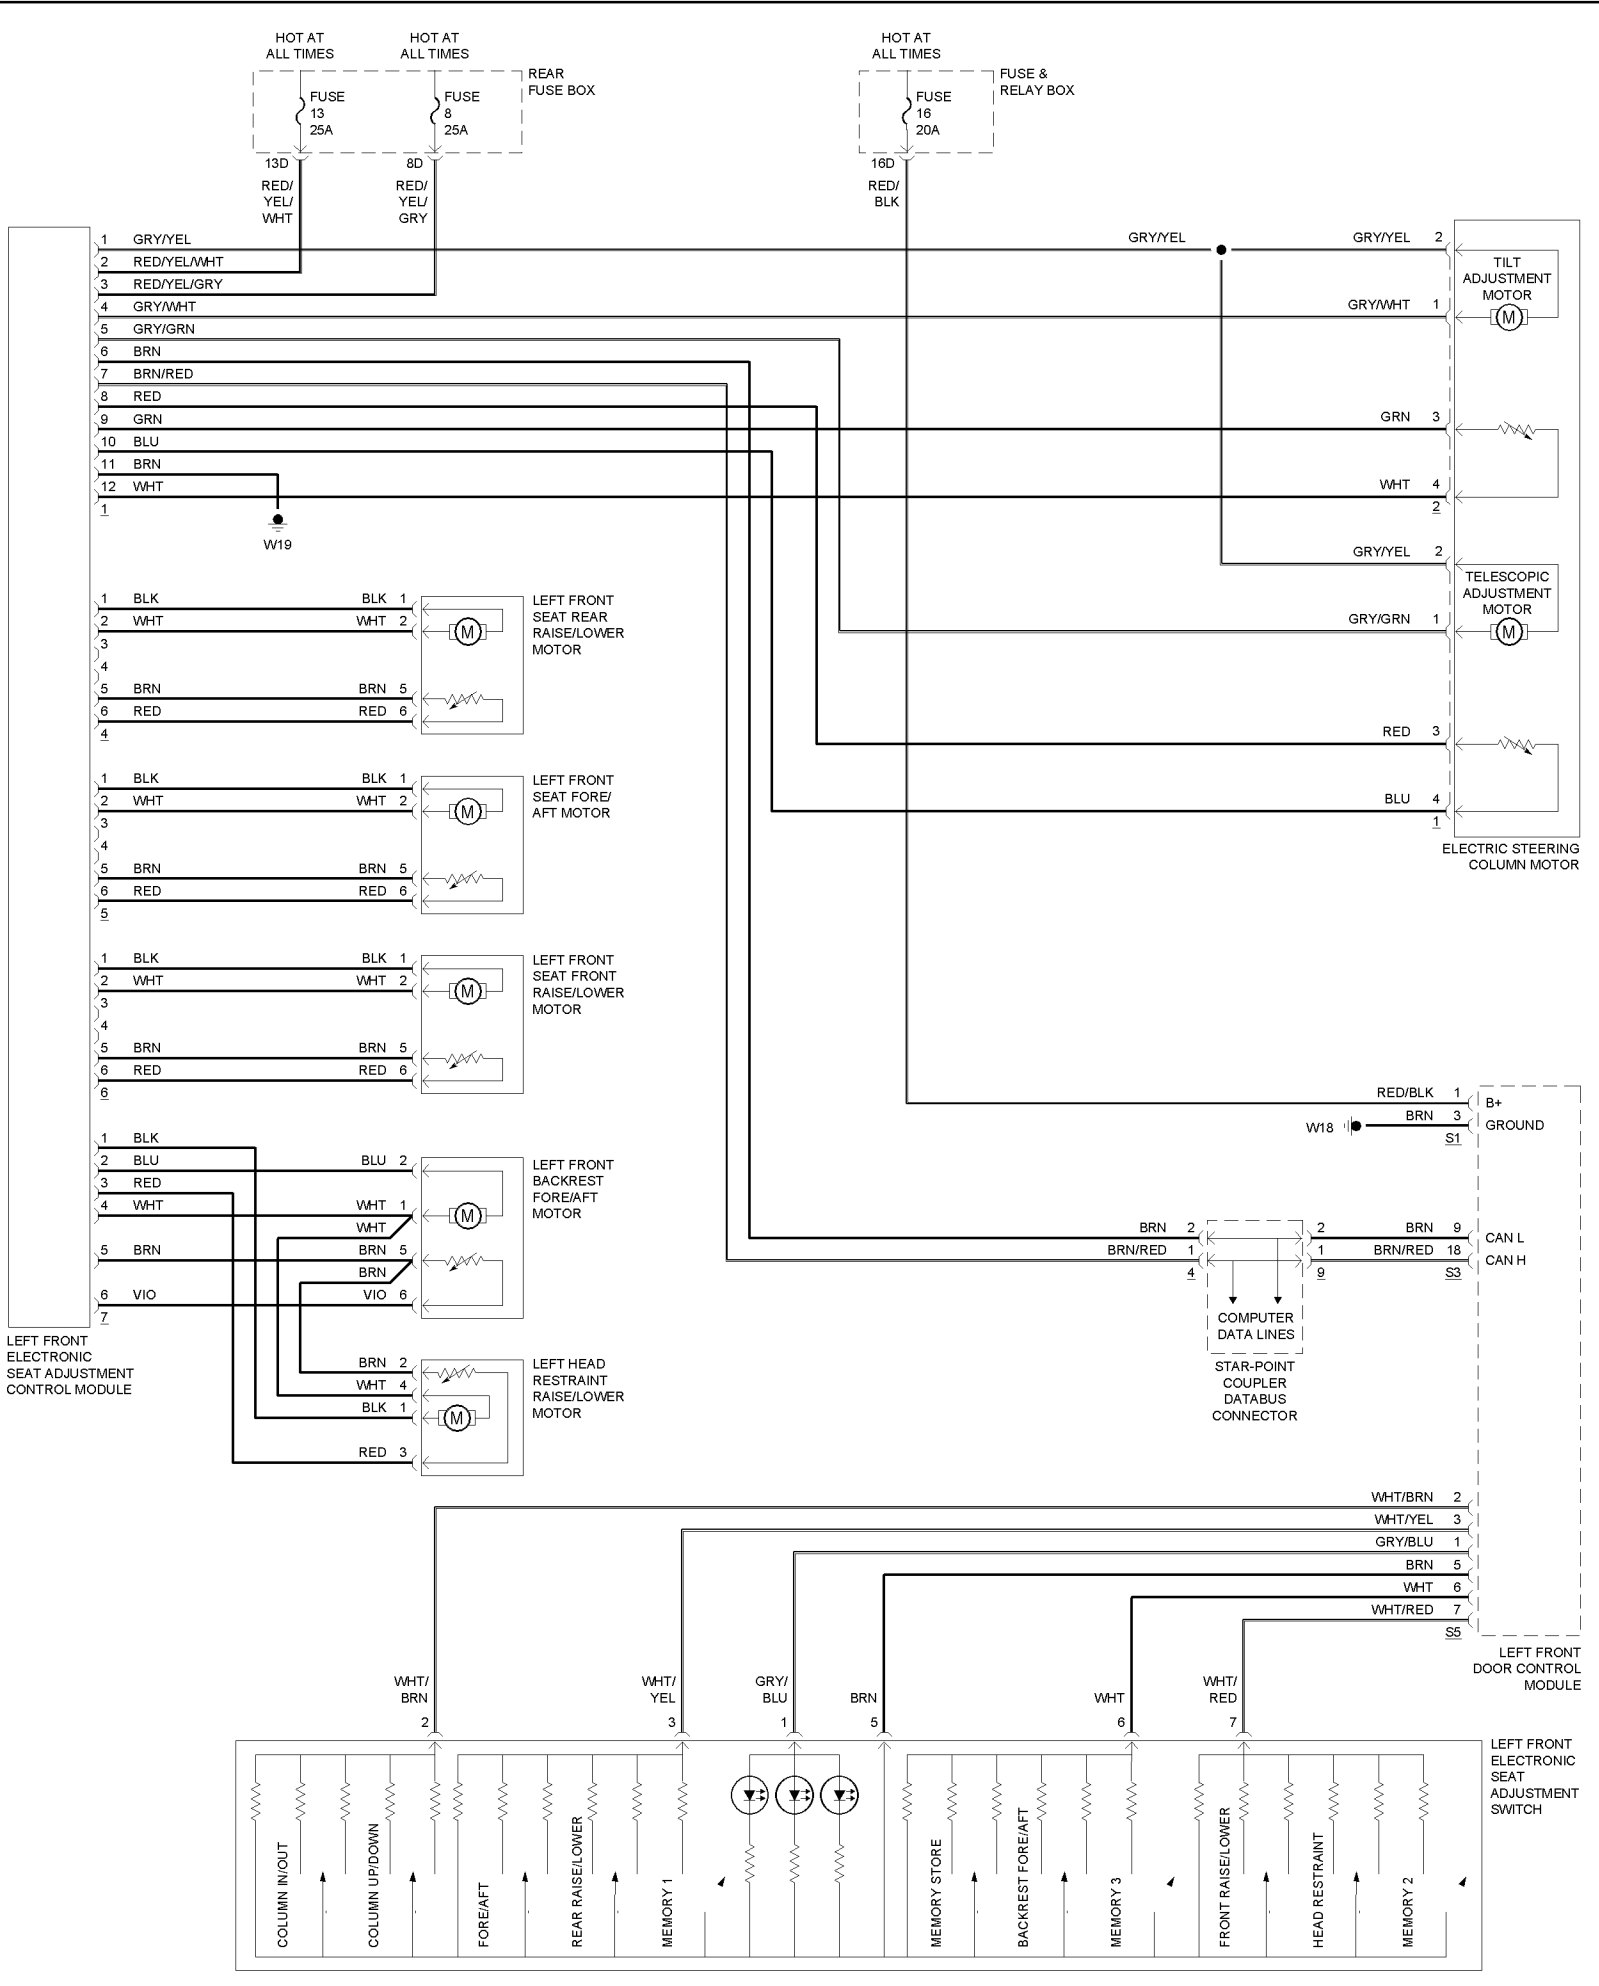 HOT AT
ALL TIMES
HOT AT
ALL TIMES
HOT AT
ALL TIMES
REAR
FUSE BOX
FUSE
13
25A
FUSE
8
25A
FUSE &
RELAY BOX
FUSE
16
20A
13D
8D
16D
RED/
YEL/
WHT
RED/
YEL/
GRY
RED/
BLK
1 GRY/YEL
2 RED/YEL/WHT
3 RED/YEL/GRY
4 GRY/WHT
5 GRY/GRN
6 BRN
7 BRN/RED
8 RED
9 GRN
10 BLU
11 BRN
12 WHT
1
W19
GRY/YEL
GRY/YEL 2
GRY/WHT 1
GRN 3
WHT 4
2
GRY/YEL 2
GRY/GRN 1
RED 3
BLU 4
1
TILT
ADJUSTMENT
MOTOR
M
TELESCOPIC
ADJUSTMENT
MOTOR
M
ELECTRIC STEERING
COLUMN MOTOR
1 BLK BLK 1
2 WHT WHT 2
3
4
5 BRN BRN 5
6 RED RED 6
4
M
LEFT FRONT
SEAT REAR
RAISE/LOWER
MOTOR
1 BLK BLK 1
2 WHT WHT 2
3
4
5 BRN BRN 5
6 RED RED 6
5
M
LEFT FRONT
SEAT FORE/
AFT MOTOR
1 BLK BLK 1
2 WHT WHT 2
3
4
5 BRN BRN 5
6 RED RED 6
6
M
LEFT FRONT
SEAT FRONT
RAISE/LOWER
MOTOR
1 BLK
2 BLU BLU 2
3 RED
4 WHT WHT 1
WHT
5 BRN BRN 5
BRN
6 VIO VIO 6
7
M
LEFT FRONT
BACKREST
FORE/AFT
MOTOR
LEFT FRONT
ELECTRONIC
SEAT ADJUSTMENT
CONTROL MODULE
BRN 2
WHT 4
BLK 1
RED 3
M
LEFT HEAD
RESTRAINT
RAISE/LOWER
MOTOR
RED/BLK 1 B+
W18 BRN 3 GROUND
S1
BRN 2 2 BRN 9 CAN L
BRN/RED 1 1 BRN/RED 18 CAN H
4 9 S3
COMPUTER
DATA LINES
STAR-POINT
COUPLER
DATABUS
CONNECTOR
WHT/BRN 2
WHT/YEL 3
GRY/BLU 1
BRN 5
WHT 6
WHT/RED 7
S5
LEFT FRONT
DOOR CONTROL
MODULE
WHT/
BRN
2
WHT/
YEL
3
GRY/
BLU
1
BRN
5
WHT
6
WHT/
RED
7
LEFT FRONT
ELECTRONIC
SEAT
ADJUSTMENT
SWITCH
COLUMN IN/OUT
COLUMN UP/DOWN
FORE/AFT
REAR RAISE/LOWER
MEMORY 1
MEMORY STORE
BACKREST FORE/AFT
MEMORY 3
FRONT RAISE/LOWER
HEAD RESTRAINT
MEMORY 2